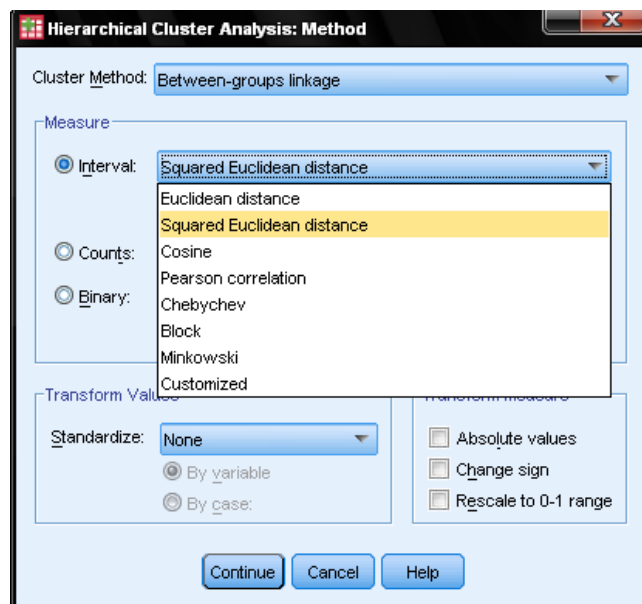 Hierarchical Cluster Analysis: Method
Cluster Method: Between-groups linkage
Measure
Interval: Squared Euclidean distance
Euclidean distance
Squared Euclidean distance
Cosine
Counts:
Pearson correlation
Binary:
Chebychev
Block
Minkowski
Customized
Transform Values
Standardize: None
By variable
By case:
Transform Measure
Absolute values
Change sign
Rescale to 0-1 range
Continue Cancel Help